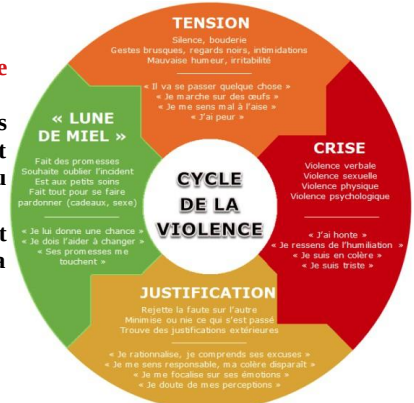 e
s
t
u
t
a
TENSION
Silence, bouderie
Gestes brusques, regards noirs, intimidations
Mauvaise humeur, irritabilité
« Il va se passer quelque chose »
« Je marche sur des œufs »
« Je me sens mal à l'aise »
« J'ai peur »
CRISE
Violence verbale
Violence sexuelle
Violence physique
Violence psychologique
« J'ai honte »
« Je ressens de l'humiliation »
« Je suis en colère »
« Je suis triste »
JUSTIFICATION
Rejette la faute sur l'autre
Minimise ou nie ce qui s'est passé
Trouve des justifications extérieures
« Je rationnalise, je comprends ses excuses »
« Je me sens responsable, ma colère disparaît »
« Je me focalise sur ses émotions »
« Je doute de mes perceptions »
« LUNE
DE MIEL »
Fait des promesses
Souhaite oublier l'incident
Est aux petits soins
Fait tout pour se faire
pardonner (cadeaux, sexe)
« Je lui donne une chance »
« Je dois l'aider à changer »
« Ses promesses me
touchent »
CYCLE
DE LA
VIOLENCE